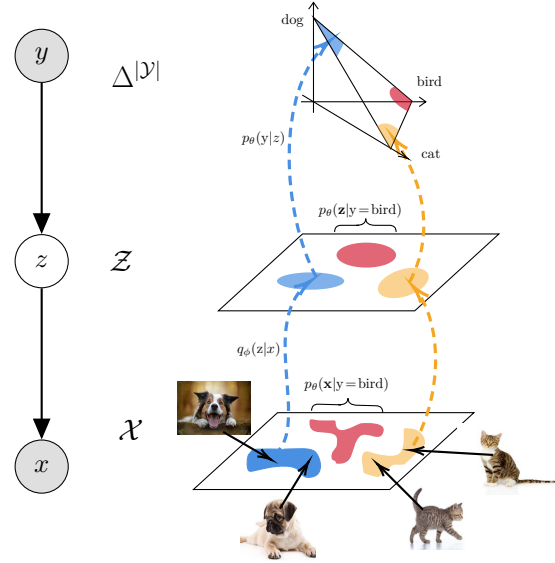 dog
y
Δ^|𝒴|
bird
p_θ(y|z)
cat
p_θ(𝐳|y=bird)
z
𝒵
q_ϕ(z|x)
p_θ(𝐱|y=bird)
𝒳
x